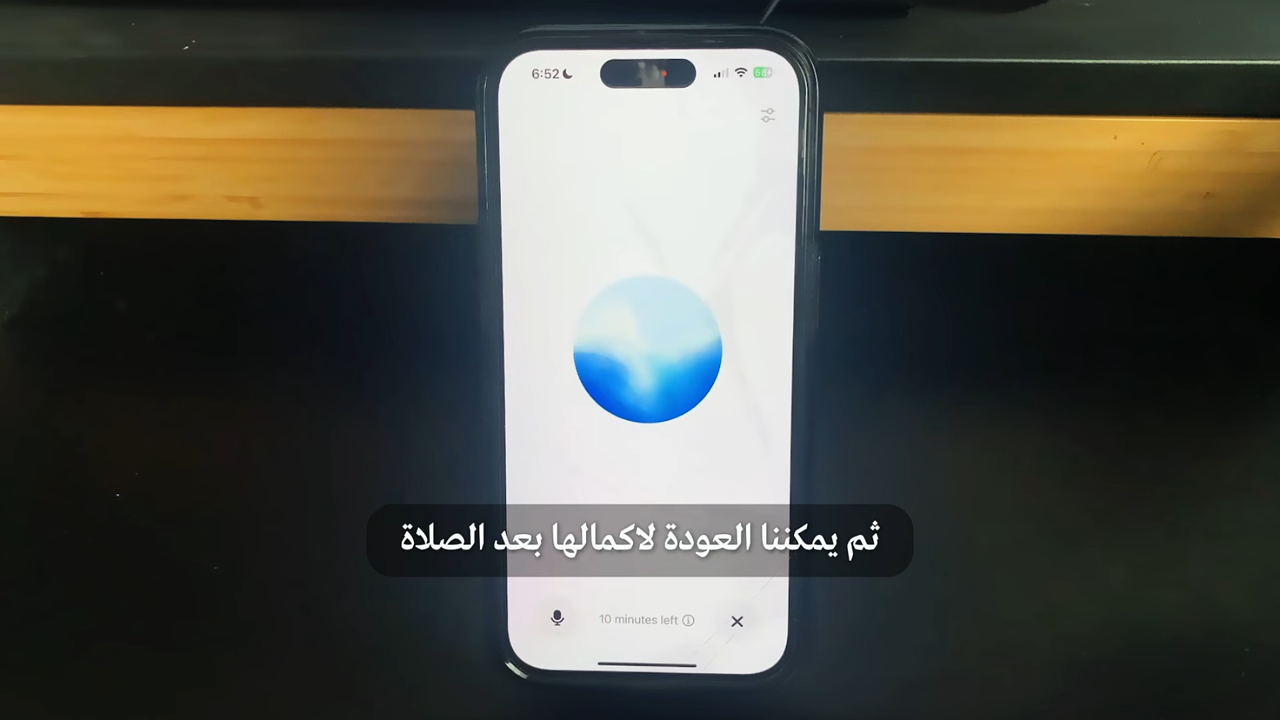 6:52
ثم يمكننا العودة لاكمالها بعد الصلاة
10 minutes left